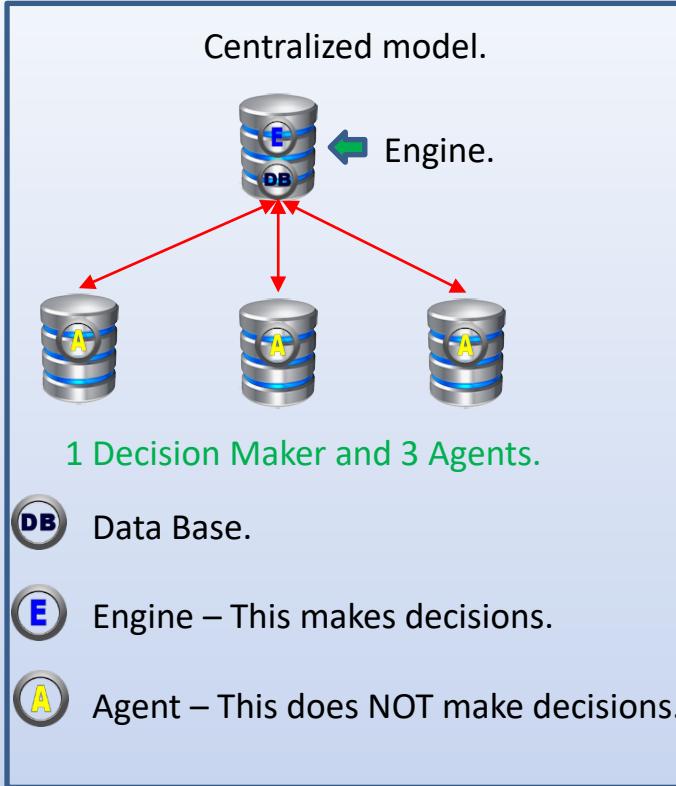 Centralized model.
E
Engine.
DB
A
A
A
1 Decision Maker and 3 Agents.
DB
Data Base.
E
Engine – This makes decisions.
A
Agent – This does NOT make decisions.